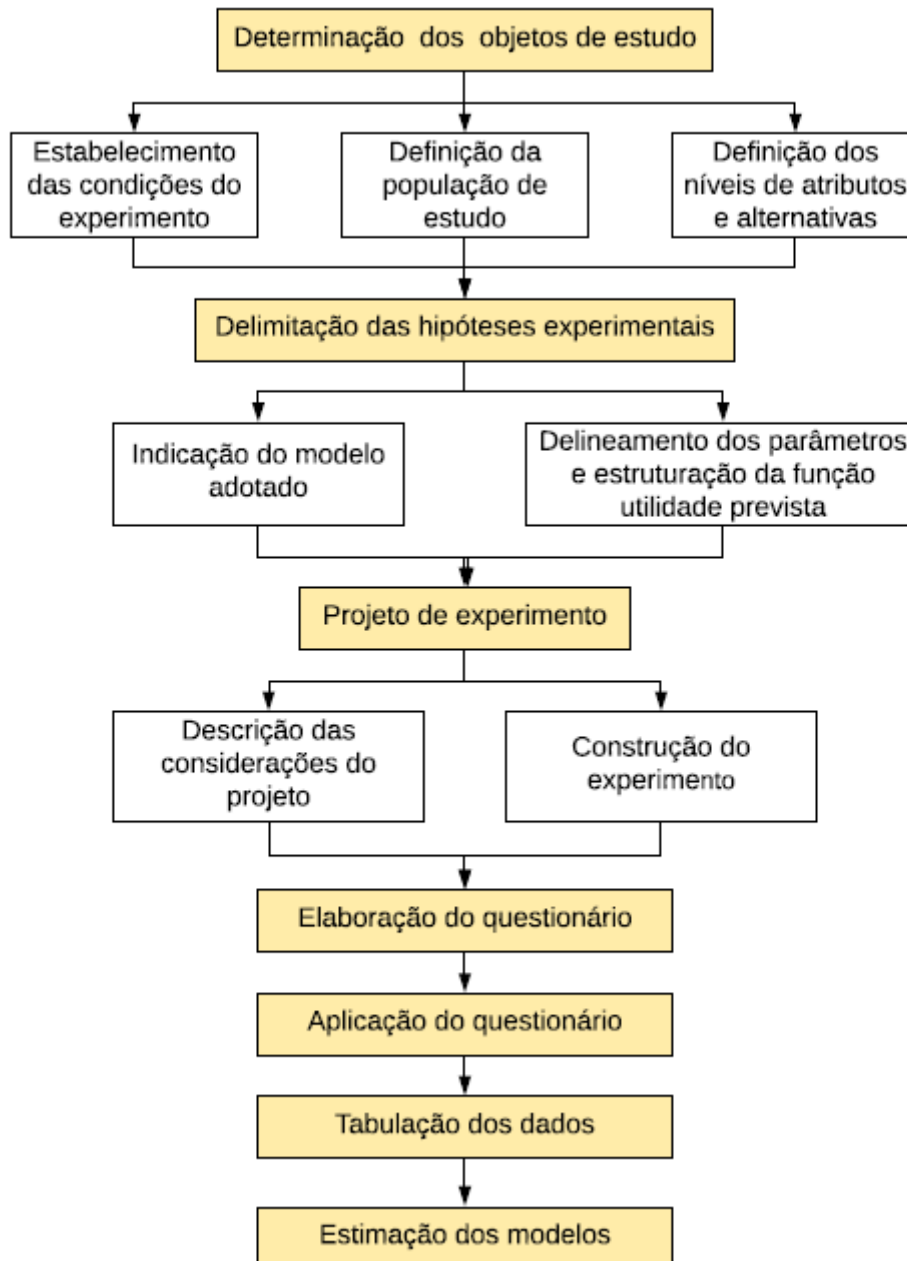 Determinação dos objetos de estudo
Estabelecimento
das condições do
experimento
Definição da
população de
estudo
Definição dos
níveis de atributos
e alternativas
Delimitação das hipóteses experimentais
Indicação do modelo
adotado
Delineamento dos parâmetros
e estruturação da função
utilidade prevista
Projeto de experimento
Descrição das
considerações do
projeto
Construção do
experimento
Elaboração do questionário
Aplicação do questionário
Tabulação dos dados
Estimação dos modelos